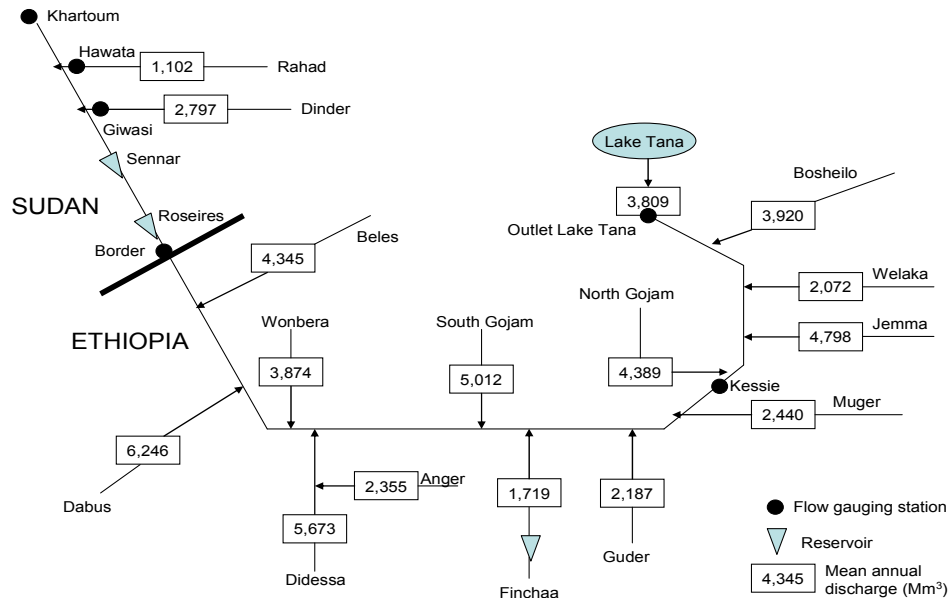 Khartoum
Hawata
1,102
Rahad
2,797
Dinder
Giwasi
Sennar
Lake Tana
SUDAN
Roseires
Border
3,809
Outlet Lake Tana
Bosheilo
3,920
Beles
4,345
Welaka
2,072
ETHIOPIA
Wonbera
3,874
South Gojam
5,012
North Gojam
4,389
Jemma
4,798
Kessie
Muger
2,440
6,246
Dabus
2,355
Anger
5,673
Didessa
1,719
Finchaa
2,187
Guder
Flow gauging station
Reservoir
4,345
Mean annual
discharge (Mm³)